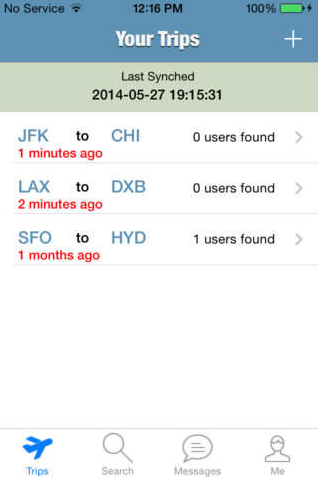 No Service 12:16 PM 100%
Your Trips +
Last Synched
2014-05-27 19:15:31
JFK to CHI 0 users found
1 minutes ago
LAX to DXB 0 users found
2 minutes ago
SFO to HYD 1 users found
1 months ago
Trips Search Messages Me